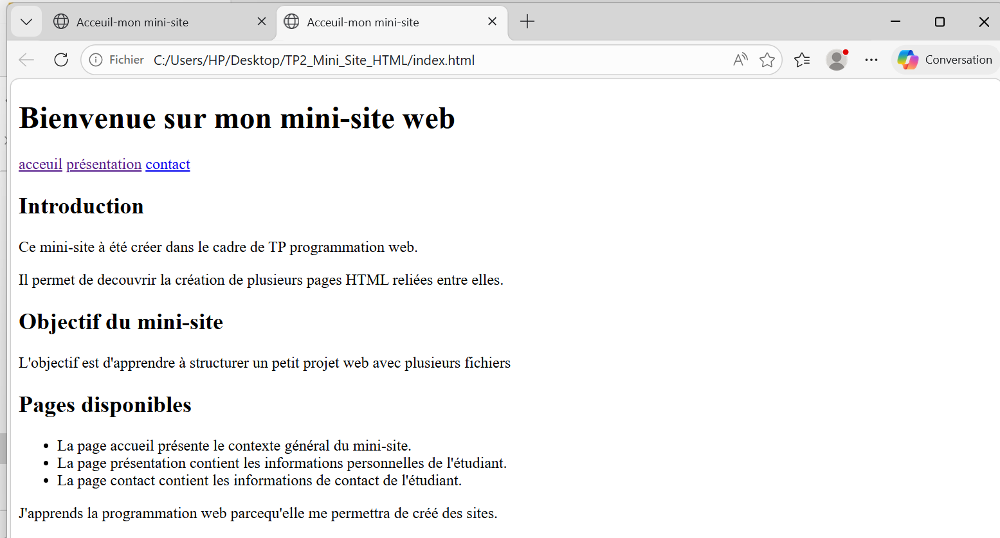 Acceuil-mon mini-site
Acceuil-mon mini-site
Fichier C:/Users/HP/Desktop/TP2_Mini_Site_HTML/index.html
Conversation
Bienvenue sur mon mini-site web
acceuil présentation contact
Introduction
Ce mini-site à été créer dans le cadre de TP programmation web.
Il permet de decouvrir la création de plusieurs pages HTML reliées entre elles.
Objectif du mini-site
L'objectif est d'apprendre à structurer un petit projet web avec plusieurs fichiers
Pages disponibles
• La page accueil présente le contexte général du mini-site.
• La page présentation contient les informations personnelles de l'étudiant.
• La page contact contient les informations de contact de l'étudiant.
J'apprends la programmation web parcequ'elle me permettra de créé des sites.